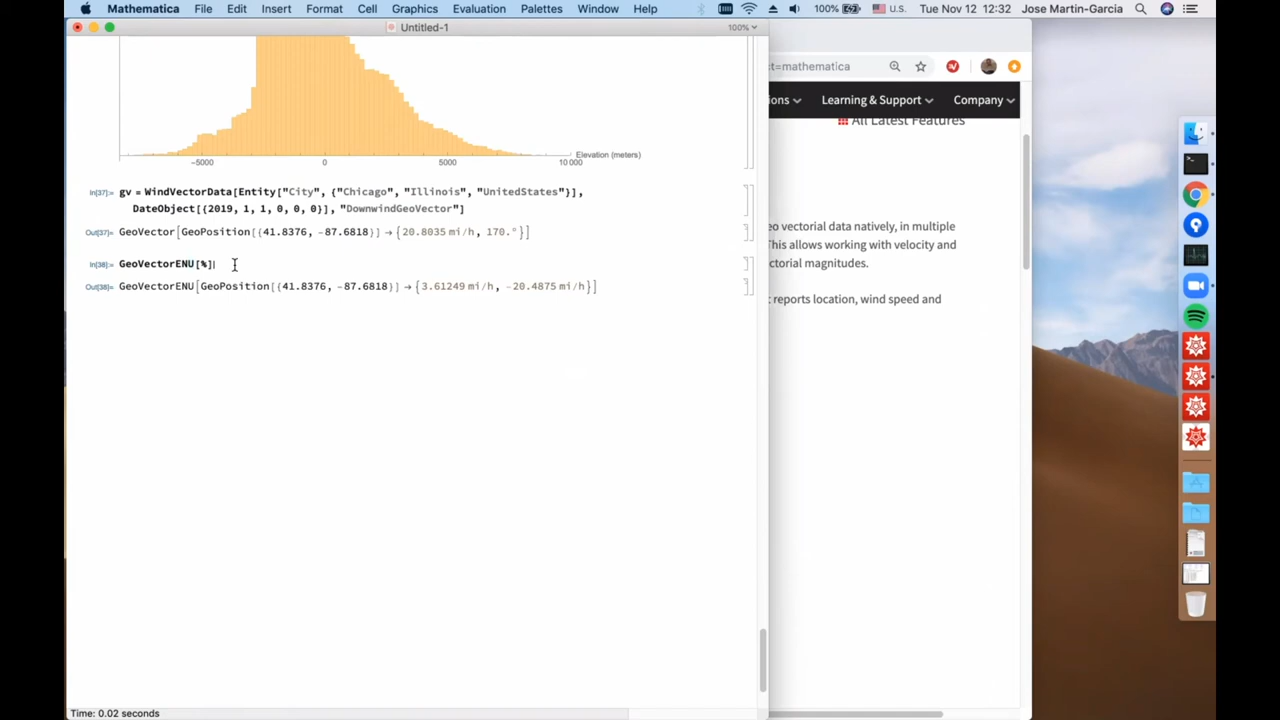 Mathematica File Edit Insert Format Cell Graphics Evaluation Palettes Window Help 100% U.S. Tue Nov 12 12:32 Jose Martin-Garcia
Untitled-1 100%
ct=mathematica
ons Learning & Support Company
All Latest Features
Elevation (meters)
-5000 0 5000 10 000
In[37]:= gv = WindVectorData[Entity["City", {"Chicago", "Illinois", "UnitedStates"}],
DateObject[{2019, 1, 1, 0, 0, 0}], "DownwindGeoVector"]
Out[37]= GeoVector[GeoPosition[{41.8376, -87.6818}] → {20.8035 mi/h, 170.°}]
In[38]:= GeoVectorENU[%]
Out[38]= GeoVectorENU[GeoPosition[{41.8376, -87.6818}] → {3.61249 mi/h, -20.4875 mi/h}]
eo vectorial data natively, in multiple
his allows working with velocity and
ctorial magnitudes.
t reports location, wind speed and
Time: 0.02 seconds